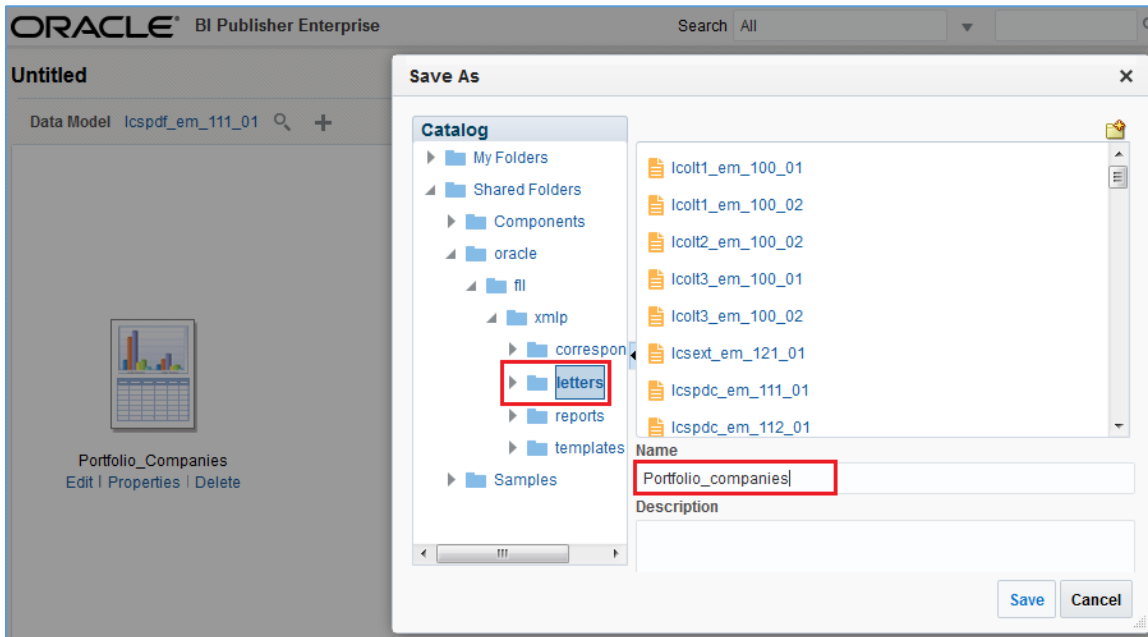 ORACLE® BI Publisher Enterprise Search All
Untitled
Data Model lcspdf_em_111_01
Portfolio_Companies
Edit | Properties | Delete
Save As
Catalog
My Folders
Shared Folders
Components
oracle
fll
xmlp
correspon
letters
reports
templates
Samples
lcolt1_em_100_01
lcolt1_em_100_02
lcolt2_em_100_02
lcolt3_em_100_01
lcolt3_em_100_02
lcsext_em_121_01
lcspdc_em_111_01
lcspdc_em_112_01
Name
Portfolio_companies
Description
Save Cancel